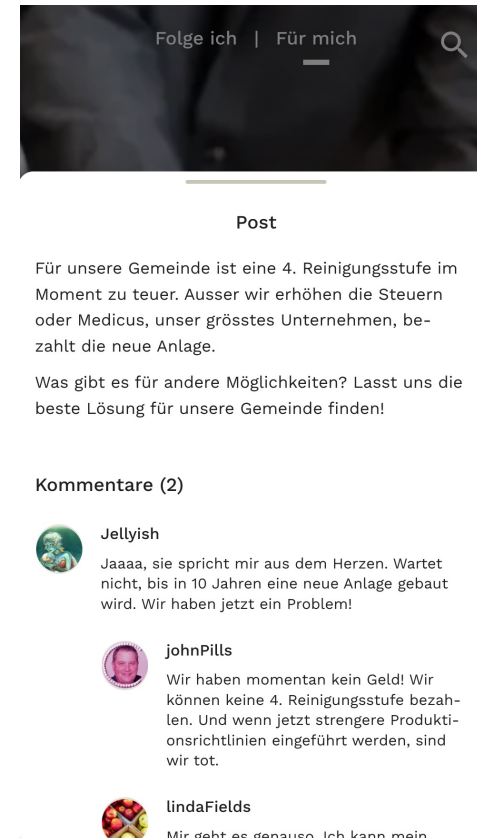 Folge ich | Für mich
Post
Für unsere Gemeinde ist eine 4. Reinigungsstufe im
Moment zu teuer. Ausser wir erhöhen die Steuern
oder Medicus, unser grösstes Unternehmen, be-
zahlt die neue Anlage.
Was gibt es für andere Möglichkeiten? Lasst uns die
beste Lösung für unsere Gemeinde finden!
Kommentare (2)
Jellyish
Jaaaa, sie spricht mir aus dem Herzen. Wartet
nicht, bis in 10 Jahren eine neue Anlage gebaut
wird. Wir haben jetzt ein Problem!
johnPills
Wir haben momentan kein Geld! Wir
können keine 4. Reinigungsstufe bezah-
len. Und wenn jetzt strengere Produkti-
onsrichtlinien eingeführt werden, sind
wir tot.
lindaFields
Mir geht es genauso. Ich kann mein